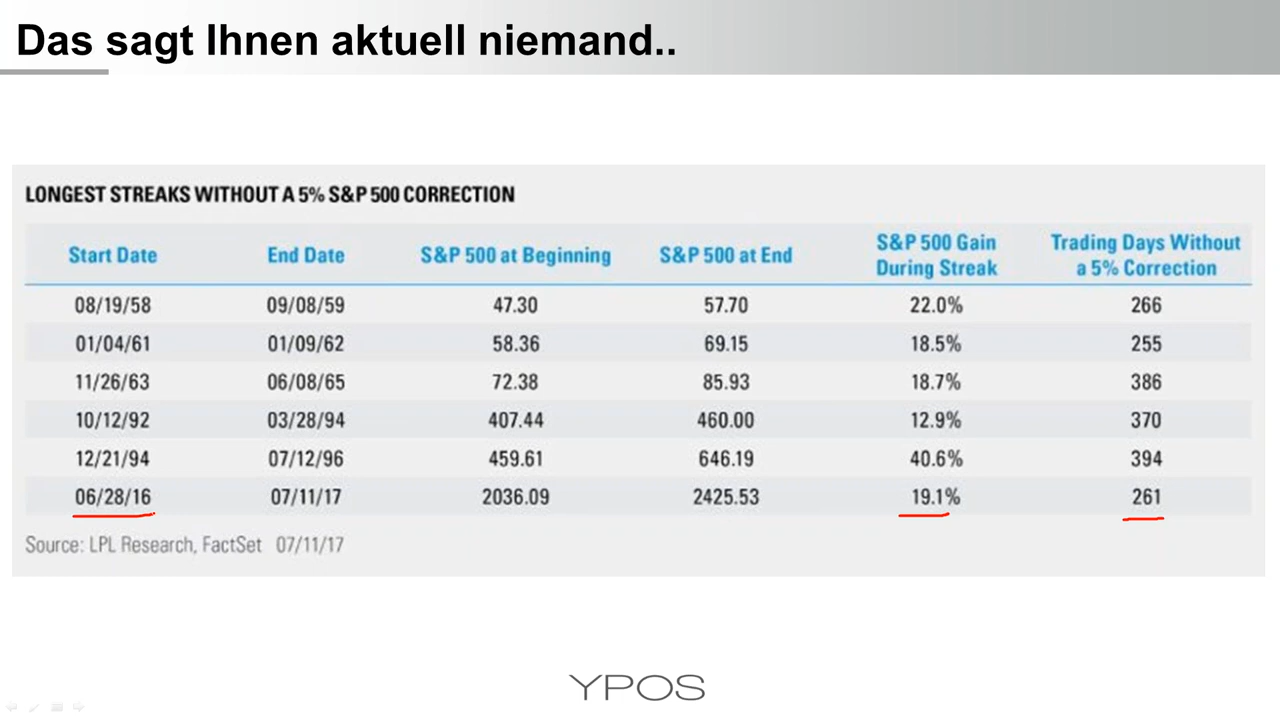 Das sagt Ihnen aktuell niemand..
LONGEST STREAKS WITHOUT A 5% S&P 500 CORRECTION
Start Date End Date S&P 500 at Beginning S&P 500 at End S&P 500 Gain During Streak Trading Days Without a 5% Correction
08/19/58 09/08/59 47.30 57.70 22.0% 266
01/04/61 01/09/62 58.36 69.15 18.5% 255
11/26/63 06/08/65 72.38 85.93 18.7% 386
10/12/92 03/28/94 407.44 460.00 12.9% 370
12/21/94 07/12/96 459.61 646.19 40.6% 394
06/28/16 07/11/17 2036.09 2425.53 19.1% 261
Source: LPL Research, FactSet 07/11/17
YPOS